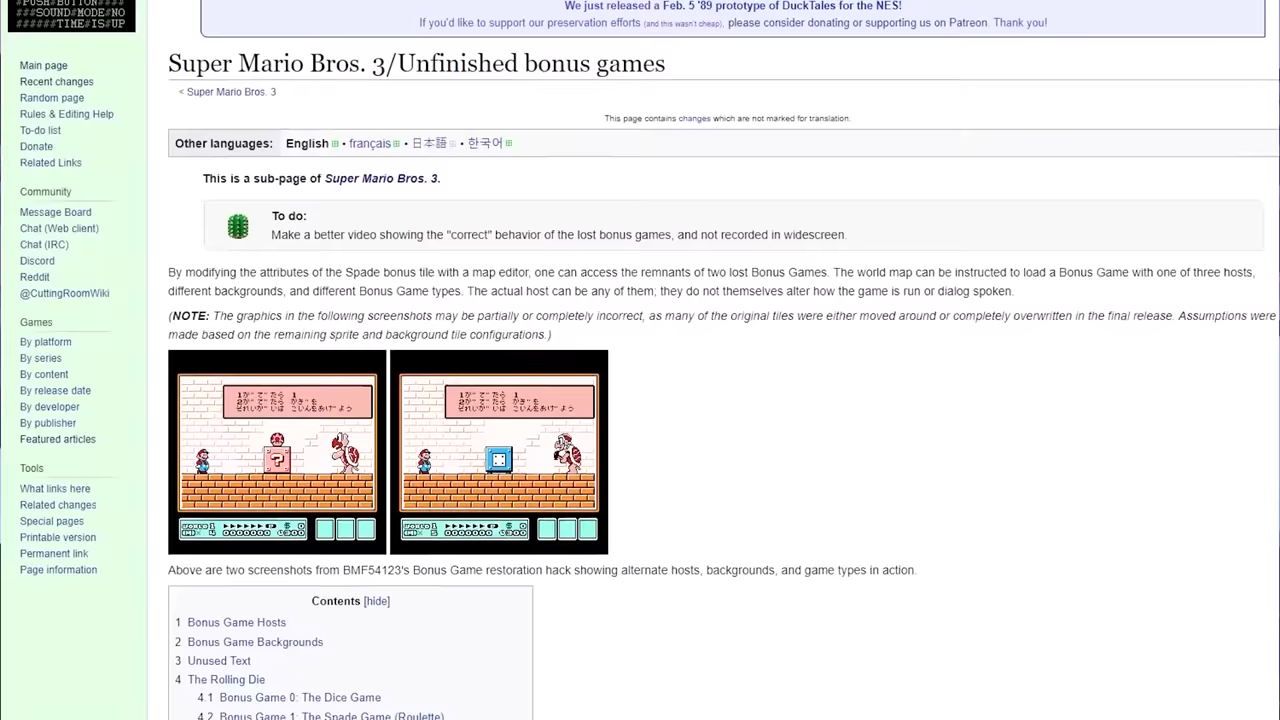 #PUSH BUTTON####
###SOUND MODE NO
#####TIME IS UP
We just released a Feb. 5 '89 prototype of DuckTales for the NES!
If you'd like to support our preservation efforts (and this wasn't cheap), please consider donating or supporting us on Patreon. Thank you!
Main page
Recent changes
Random page
Rules & Editing Help
To-do list
Donate
Related Links
Community
Message Board
Chat (Web client)
Chat (IRC)
Discord
Reddit
@CuttingRoomWiki
Games
By platform
By series
By content
By release date
By developer
By publisher
Featured articles
Tools
What links here
Related changes
Special pages
Printable version
Permanent link
Page information
Super Mario Bros. 3/Unfinished bonus games
< Super Mario Bros. 3
This page contains changes which are not marked for translation.
Other languages: English • français • 日本語 • 한국어
This is a sub-page of Super Mario Bros. 3.
To do:
Make a better video showing the "correct" behavior of the lost bonus games, and not recorded in widescreen.
By modifying the attributes of the Spade bonus tile with a map editor, one can access the remnants of two lost Bonus Games. The world map can be instructed to load a Bonus Game with one of three hosts,
different backgrounds, and different Bonus Game types. The actual host can be any of them; they do not themselves alter how the game is run or dialog spoken.
(NOTE: The graphics in the following screenshots may be partially or completely incorrect, as many of the original tiles were either moved around or completely overwritten in the final release. Assumptions were
made based on the remaining sprite and background tile configurations.)
WORLD 1
WORLD 1
Above are two screenshots from BMF54123's Bonus Game restoration hack showing alternate hosts, backgrounds, and game types in action.
Contents [hide]
1 Bonus Game Hosts
2 Bonus Game Backgrounds
3 Unused Text
4 The Rolling Die
4.1 Bonus Game 0: The Dice Game
4.2 Bonus Game 1: The Spade Game (Roulette)